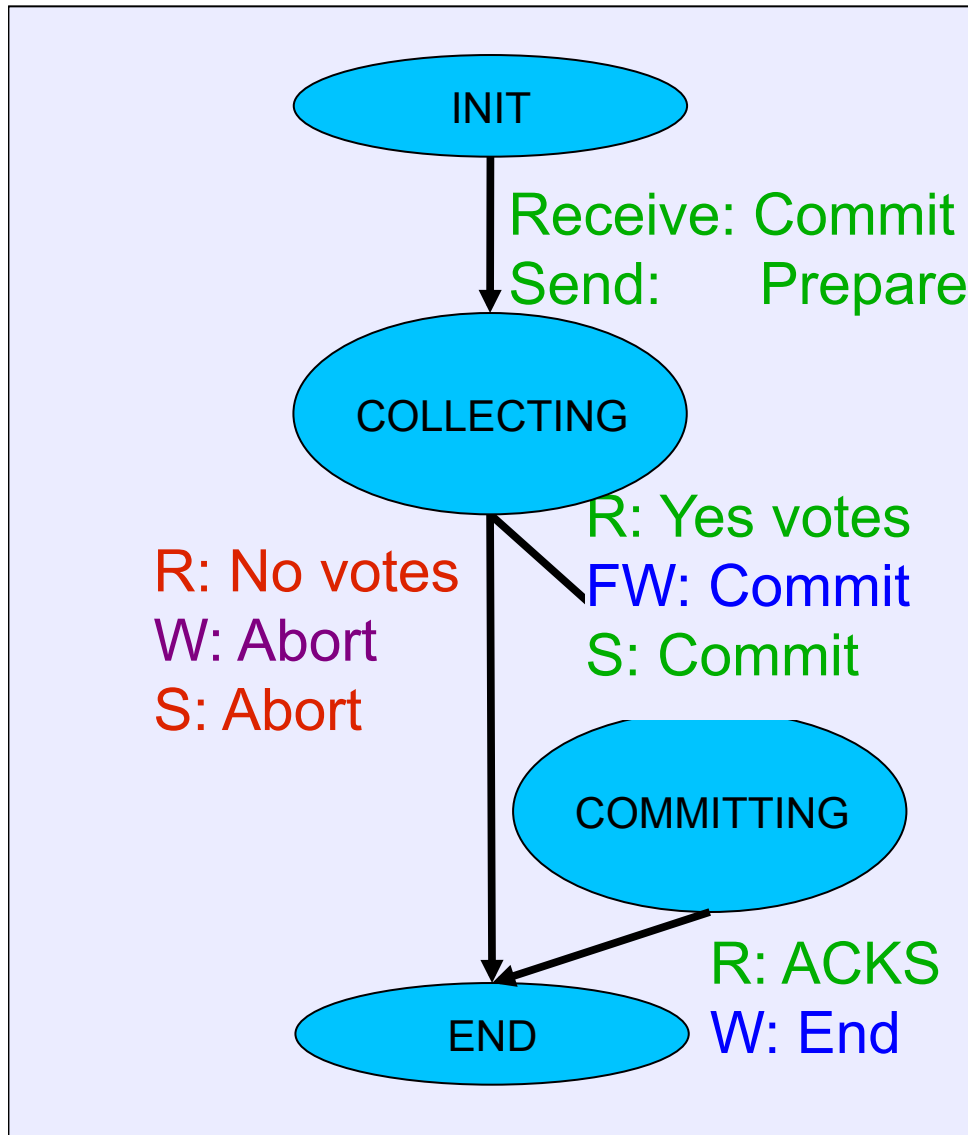 INIT
Receive: Commit
Send: Prepare
COLLECTING
R: Yes votes
FW: Commit
S: Commit
R: No votes
W: Abort
S: Abort
COMMITTING
R: ACKS
W: End
END